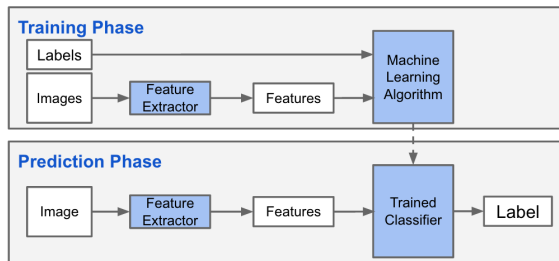 Training Phase
Labels
Images
Feature
Extractor
Features
Machine
Learning
Algorithm
Prediction Phase
Image
Feature
Extractor
Features
Trained
Classifier
Label